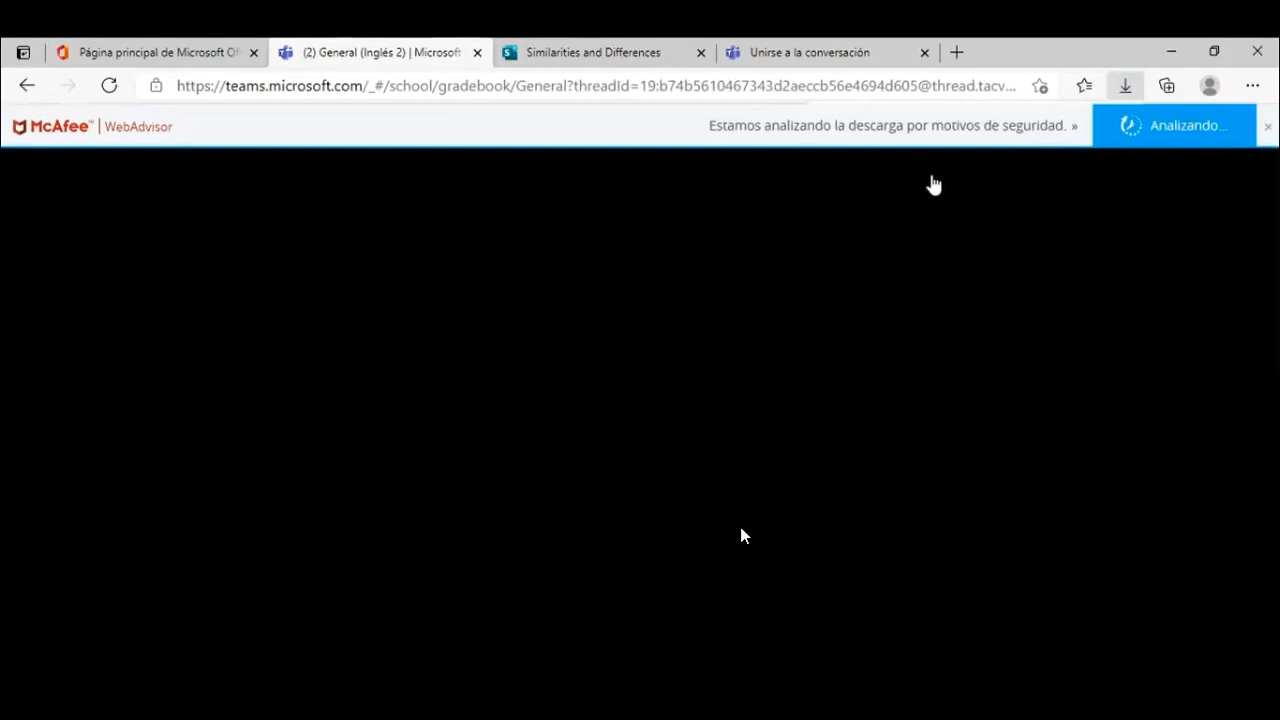 Página principal de Microsoft Of
(2) General (Inglés 2) | Microsoft
Similarities and Differences
Unirse a la conversación
https://teams.microsoft.com/_#/school/gradebook/General?threadId=19:b74b5610467343d2aeccb56e4694d605@thread.tacv...
McAfee™ | WebAdvisor
Estamos analizando la descarga por motivos de seguridad. »
Analizando...